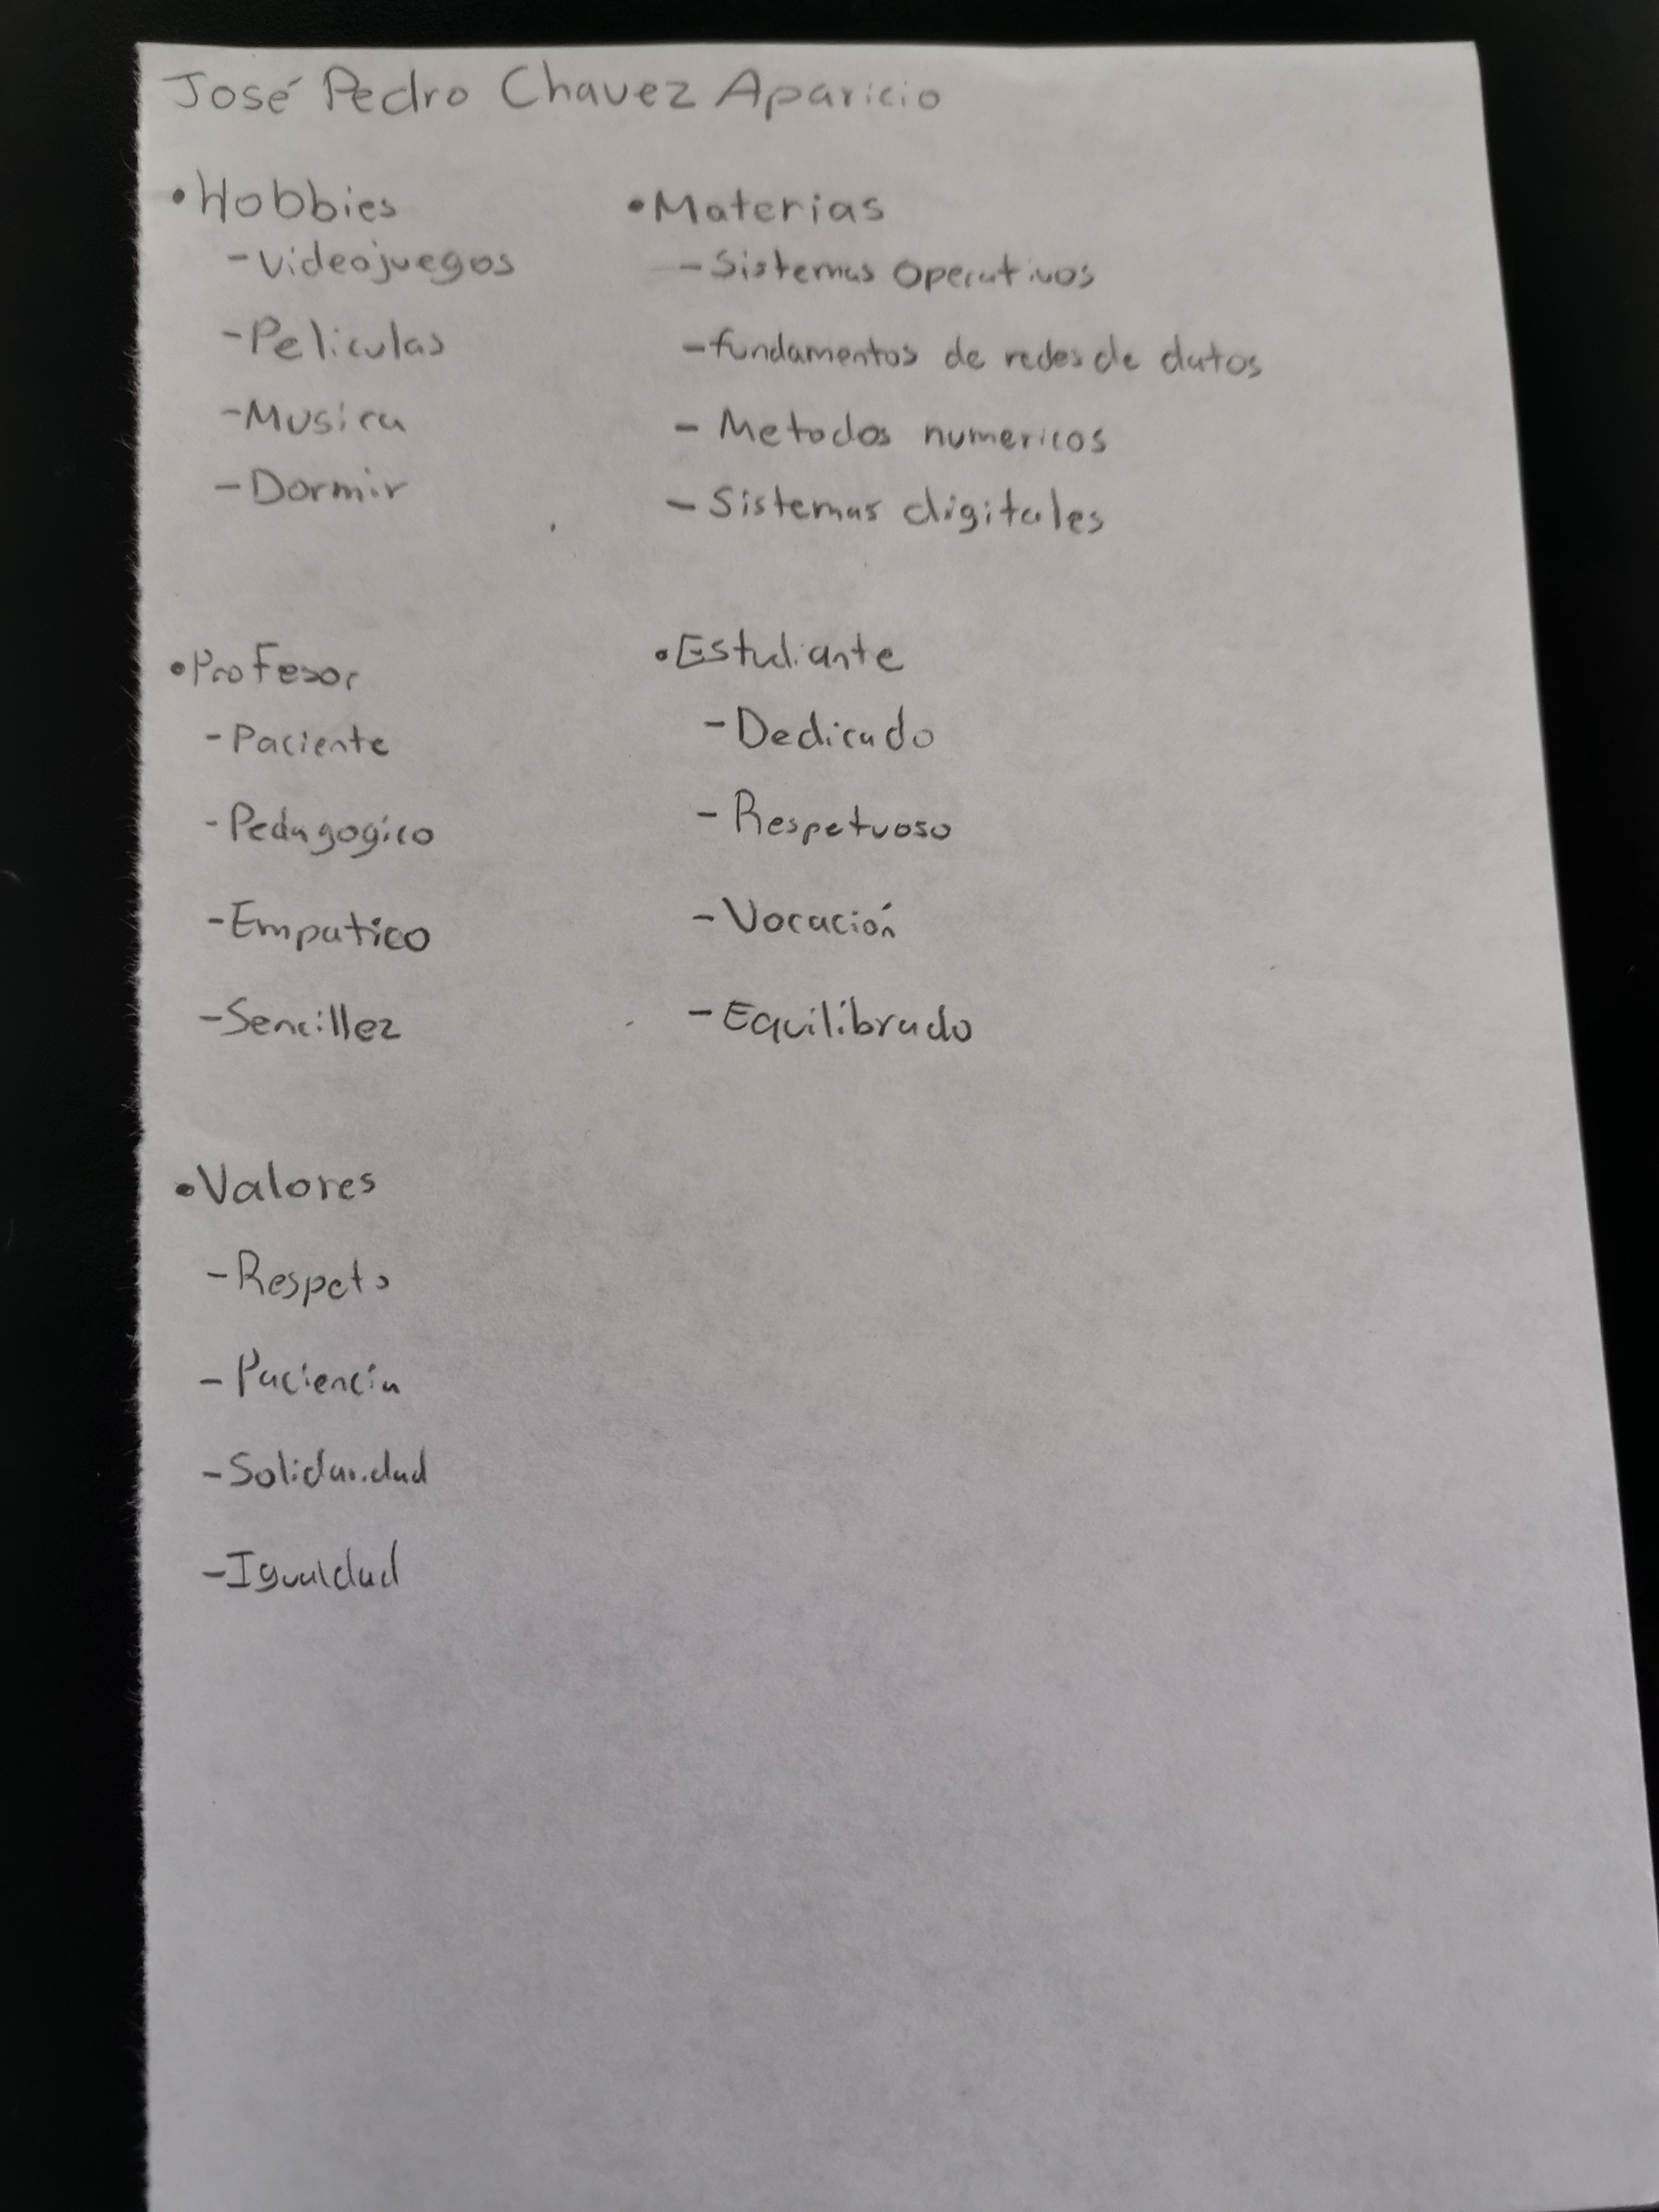 José Pedro Chavez Aparicio
•Hobbies
-Videojuegos
-Peliculas
-Musica
-Dormir
•Materias
-Sistemas Operativos
-fundamentos de redes de datos
- Metodos numericos
- Sistemas digitales
•Profesor
-Paciente
-Pedagogico
-Empatico
-Sencillez
•Estudiante
-Dedicado
-Respetuoso
-Vocación
-Equilibrado
•Valores
-Respeto
-Paciencia
-Solidaridad
-Igualdad